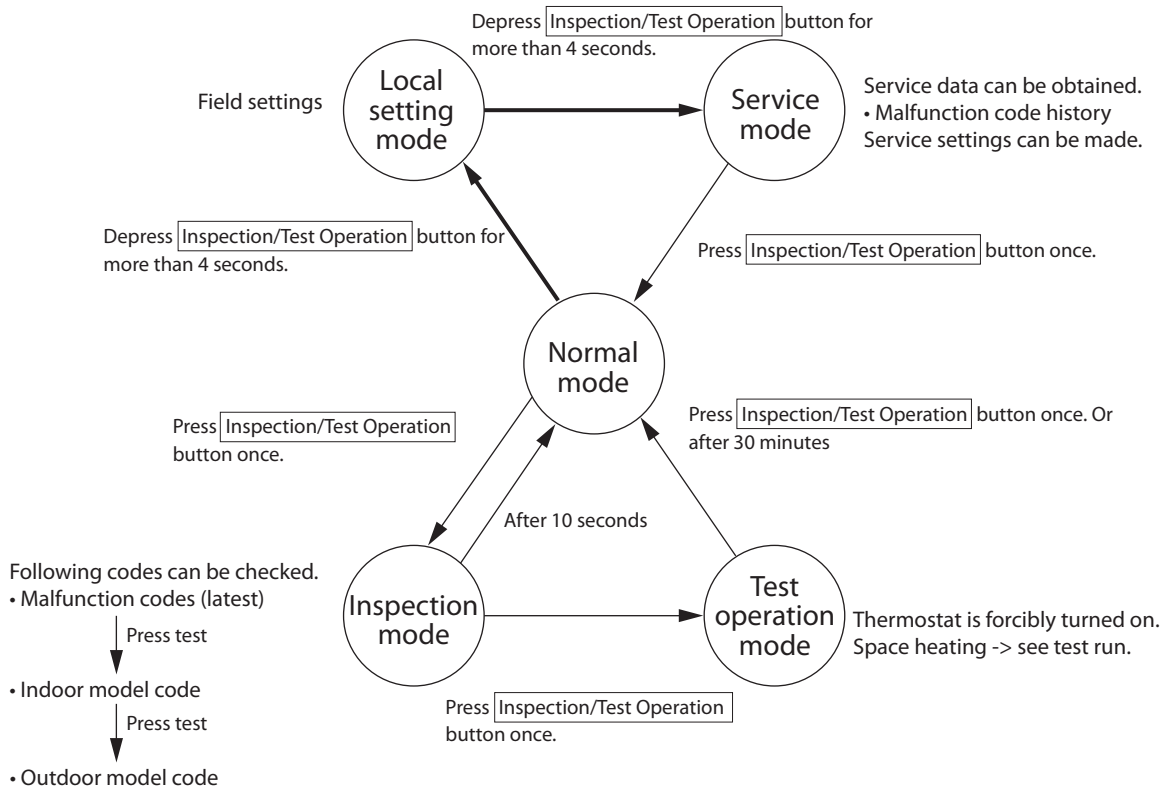 Depress Inspection/Test Operation button for
more than 4 seconds.
Field settings
Local
setting
mode
Service
mode
Service data can be obtained.
• Malfunction code history
Service settings can be made.
Depress Inspection/Test Operation button for
more than 4 seconds.
Press Inspection/Test Operation button once.
Normal
mode
Press Inspection/Test Operation
button once.
Press Inspection/Test Operation button once. Or
after 30 minutes
After 10 seconds
Following codes can be checked.
• Malfunction codes (latest)
Press test
• Indoor model code
Press test
• Outdoor model code
Inspection
mode
Test
operation
mode
Thermostat is forcibly turned on.
Space heating -> see test run.
Press Inspection/Test Operation
button once.